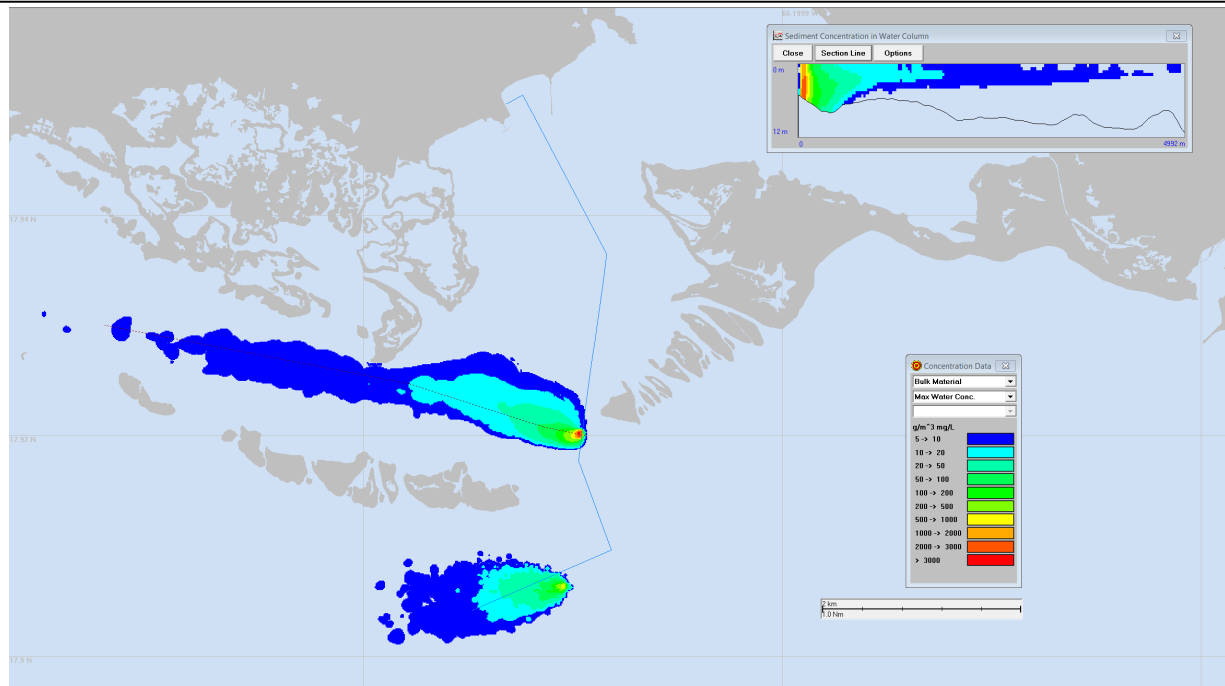 66.1999 W
Sediment Concentration in Water Column
Close Section Line Options
0 m
12 m
0 4992 m
17.94 N
17.92 N
17.9 N
Concentration Data
Bulk Material
Max Water Conc.
g/m^3 mg/L
5 -> 10
10 -> 20
20 -> 50
50 -> 100
100 -> 200
200 -> 500
500 -> 1000
1000 -> 2000
2000 -> 3000
> 3000
2 km
1.0 Nm